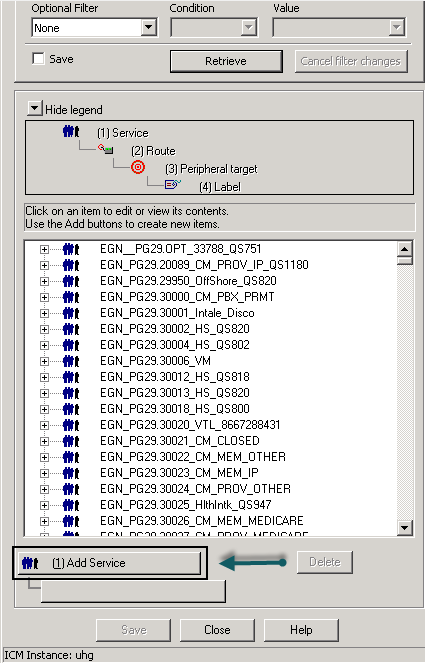 Optional Filter Condition Value
None
Save Retrieve Cancel filter changes
Hide legend
(1) Service
(2) Route
(3) Peripheral target
(4) Label
Click on an item to edit or view its contents.
Use the Add buttons to create new items.
EGN__PG29.OPT_33788_QS751
EGN_PG29.20089_CM_PROV_IP_QS1180
EGN_PG29.29950_OffShore_QS820
EGN_PG29.30000_CM_PBX_PRMT
EGN_PG29.30001_Intale_Disco
EGN_PG29.30002_HS_QS820
EGN_PG29.30004_HS_QS802
EGN_PG29.30006_VM
EGN_PG29.30012_HS_QS818
EGN_PG29.30013_HS_QS820
EGN_PG29.30018_HS_QS800
EGN_PG29.30020_VTL_8667288431
EGN_PG29.30021_CM_CLOSED
EGN_PG29.30022_CM_MEM_OTHER
EGN_PG29.30023_CM_MEM_IP
EGN_PG29.30024_CM_PROV_OTHER
EGN_PG29.30025_HlthIntk_QS947
EGN_PG29.30026_CM_MEM_MEDICARE
EGN_PG29.30027_CM_PROV_MEDICARE
(1) Add Service Delete
Save Close Help
ICM Instance: uhg